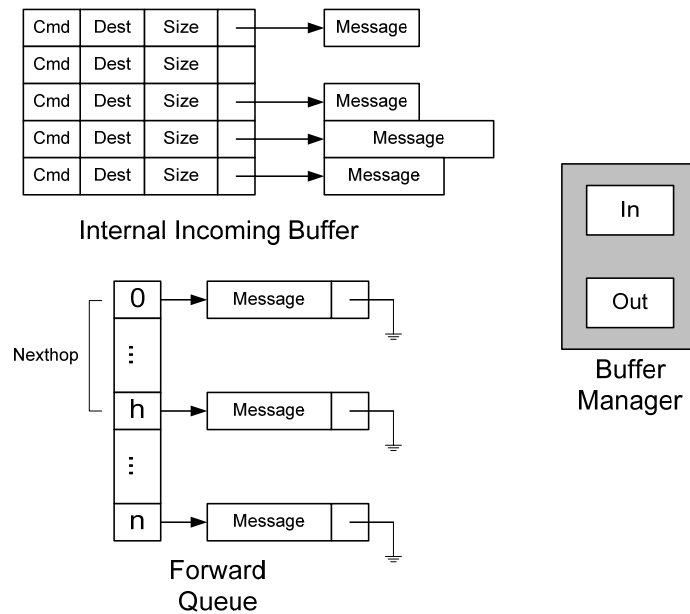 Cmd Dest Size Message
Cmd Dest Size
Cmd Dest Size Message
Cmd Dest Size Message
Cmd Dest Size Message
Internal Incoming Buffer
In
Out
Buffer
Manager
Nexthop
0 Message
...
h Message
...
n Message
Forward
Queue